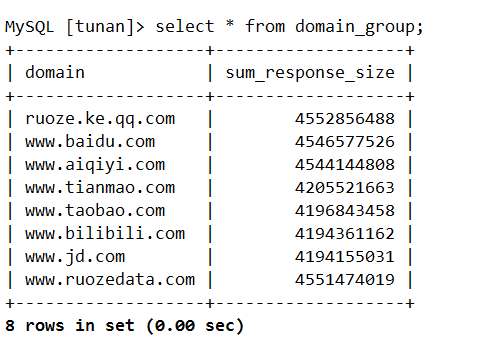 MySQL [tunan]> select * from domain_group;
+-------------------+-------------------+
| domain            | sum_response_size |
+-------------------+-------------------+
| ruoze.ke.qq.com   |        4552856488 |
| www.baidu.com     |        4546577526 |
| www.aiqiyi.com    |        4544144808 |
| www.tianmao.com   |        4205521663 |
| www.taobao.com    |        4196843458 |
| www.bilibili.com  |        4194361162 |
| www.jd.com        |        4194155031 |
| www.ruozedata.com |        4551474019 |
+-------------------+-------------------+
8 rows in set (0.00 sec)